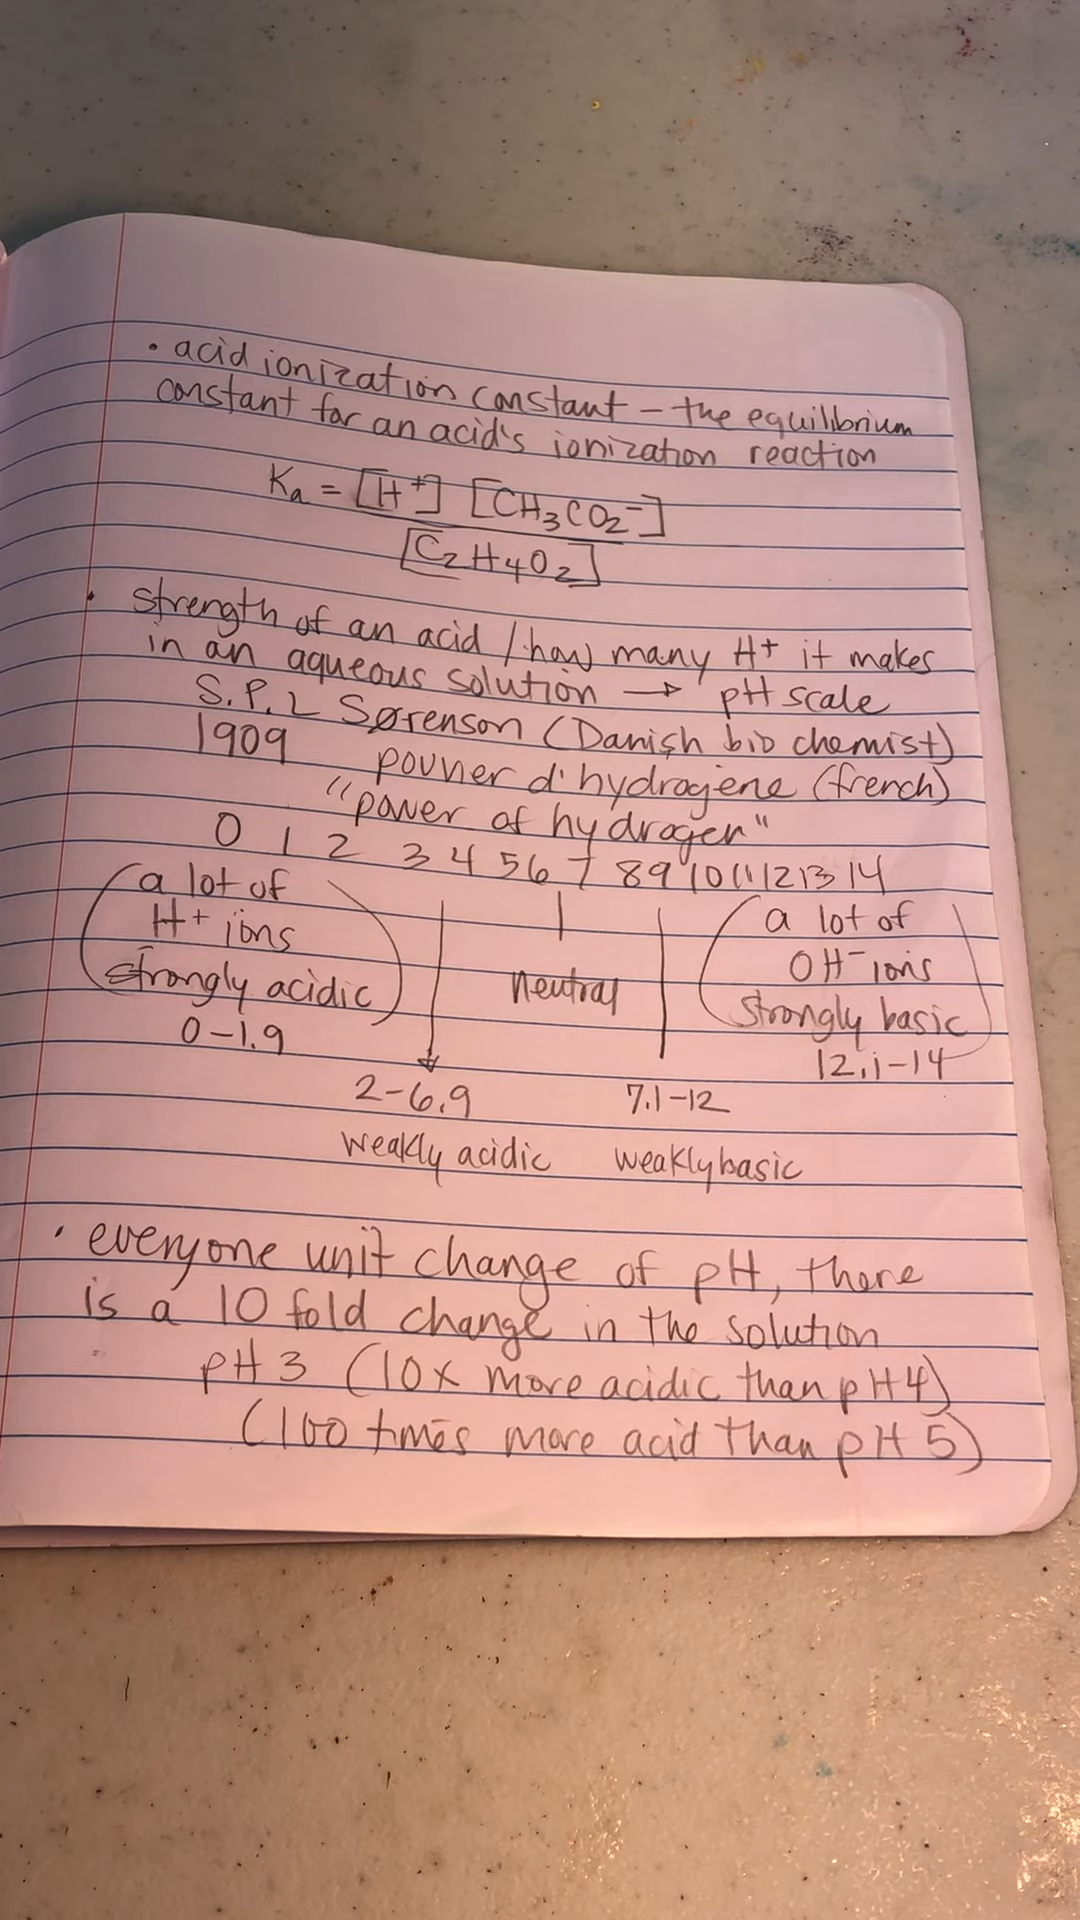 • acid ionization constant – the equilibrium
constant for an acid's ionization reaction
Ka = [H+] [CH3CO2-]
[C2H4O2]
• strength of an acid / how many H+ it makes
in an aqueous solution → pH scale
S.P.L Sørenson (Danish bio chemist)
1909 pouner d'hydrogène (french)
"power of hydrogen"
0 1 2 3 4 5 6 7 8 9 10 11 12 13 14
a lot of
H+ ions
strongly acidic
0-1.9
neutral
a lot of
OH- ions
strongly basic
12.1-14
2-6.9 7.1-12
weakly acidic weakly basic
• everyone unit change of pH, there
is a 10 fold change in the solution
pH 3 (10x more acidic than pH4)
(100 times more acid than pH 5)